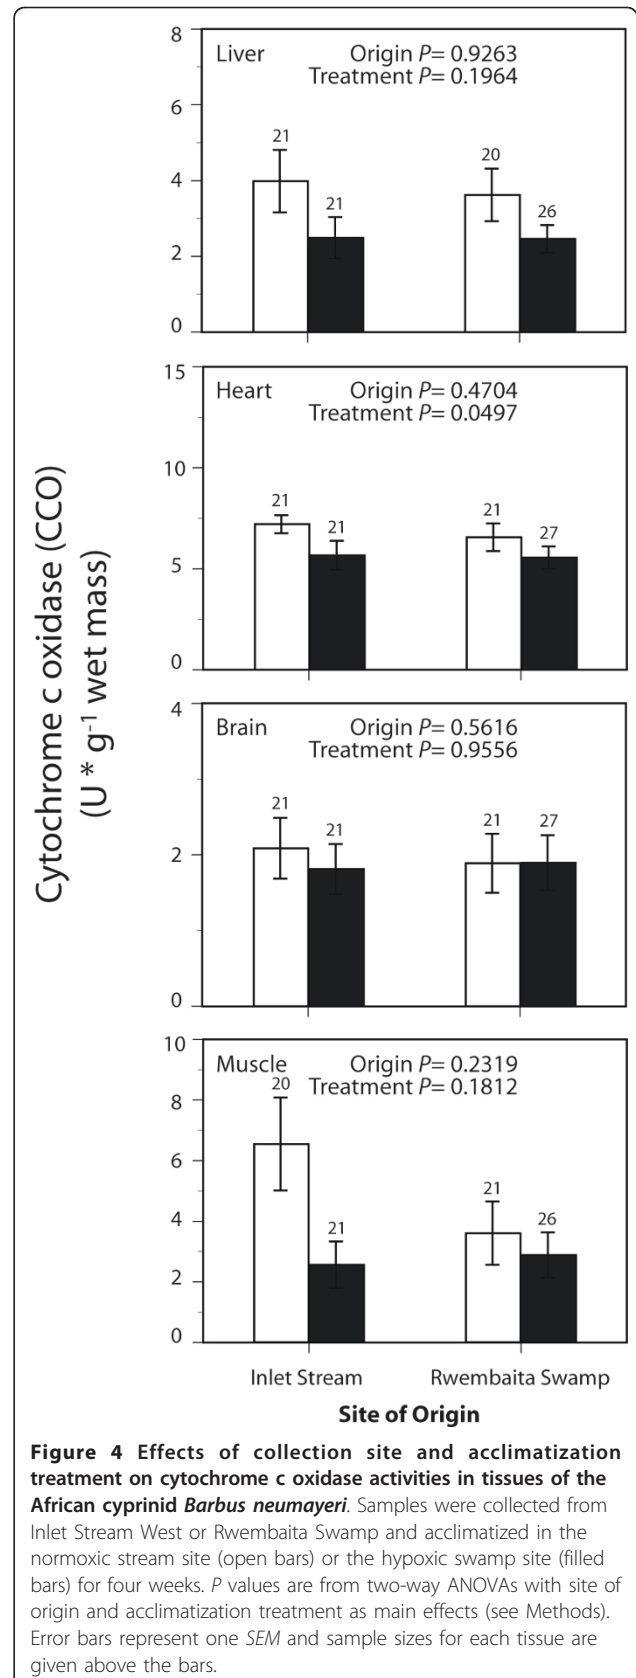 Cytochrome c oxidase (CCO)
(U * g-1 wet mass)
8
6
4
2
0
Liver
Origin P= 0.9263
Treatment P= 0.1964
21
21
20
26
15
10
5
0
Heart
Origin P= 0.4704
Treatment P= 0.0497
21
21
21
27
4
2
0
Brain
Origin P= 0.5616
Treatment P= 0.9556
21
21
21
27
10
8
6
4
2
0
Muscle
Origin P= 0.2319
Treatment P= 0.1812
20
21
21
26
Inlet Stream
Rwembaita Swamp
Site of Origin
Figure 4 Effects of collection site and acclimatization
treatment on cytochrome c oxidase activities in tissues of the
African cyprinid Barbus neumayeri. Samples were collected from
Inlet Stream West or Rwembaita Swamp and acclimatized in the
normoxic stream site (open bars) or the hypoxic swamp site (filled
bars) for four weeks. P values are from two-way ANOVAs with site of
origin and acclimatization treatment as main effects (see Methods).
Error bars represent one SEM and sample sizes for each tissue are
given above the bars.